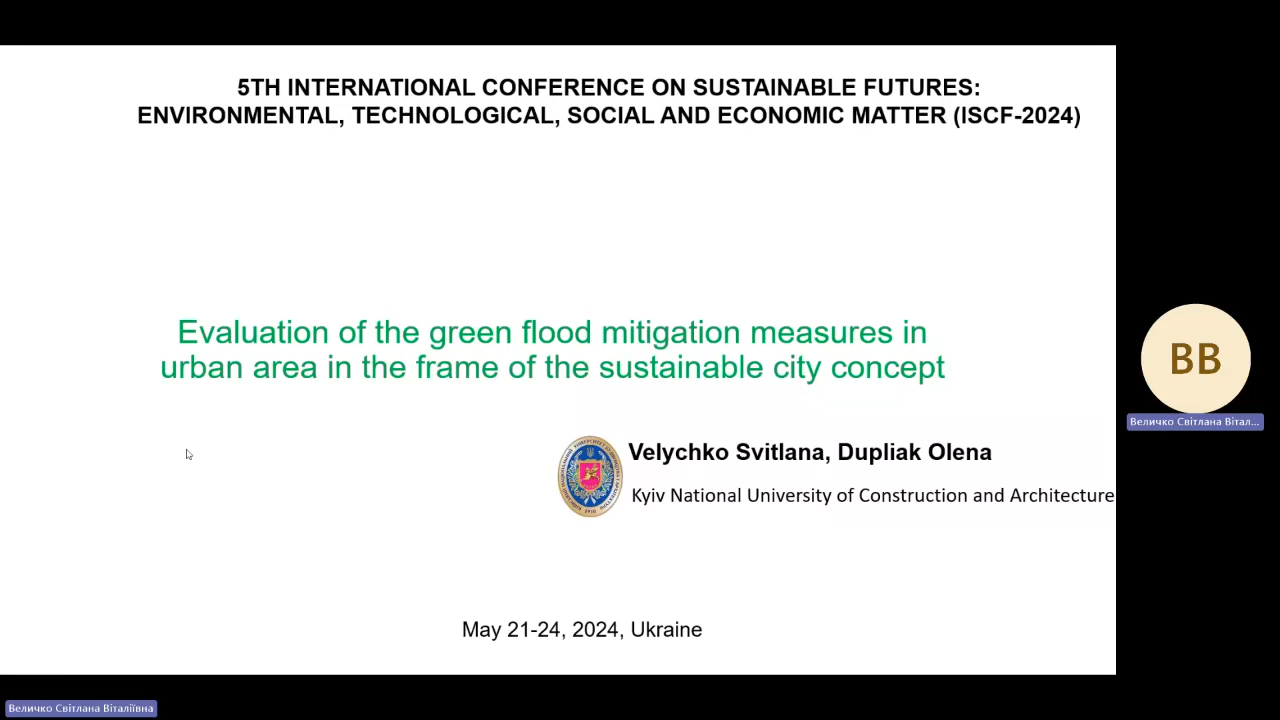 5TH INTERNATIONAL CONFERENCE ON SUSTAINABLE FUTURES:
ENVIRONMENTAL, TECHNOLOGICAL, SOCIAL AND ECONOMIC MATTER (ISCF-2024)
Evaluation of the green flood mitigation measures in
urban area in the frame of the sustainable city concept
Velychko Svitlana, Dupliak Olena
Kyiv National University of Construction and Architecture
May 21-24, 2024, Ukraine
ВВ
Величко Світлана Вітал...
Величко Світлана Віталіївна